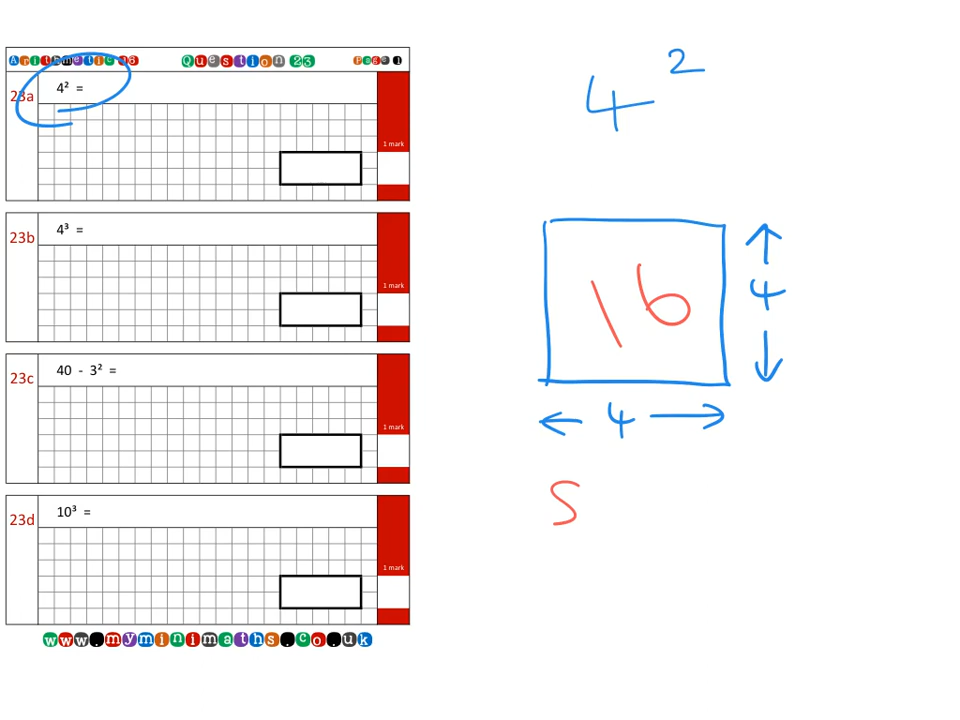 Arithmetic 16 Question 23 Page 1
23a 4² =
1 mark
23b 4³ =
1 mark
23c 40 - 3² =
1 mark
23d 10³ =
1 mark
www.myminimaths.co.uk
4²
16
4
4
S